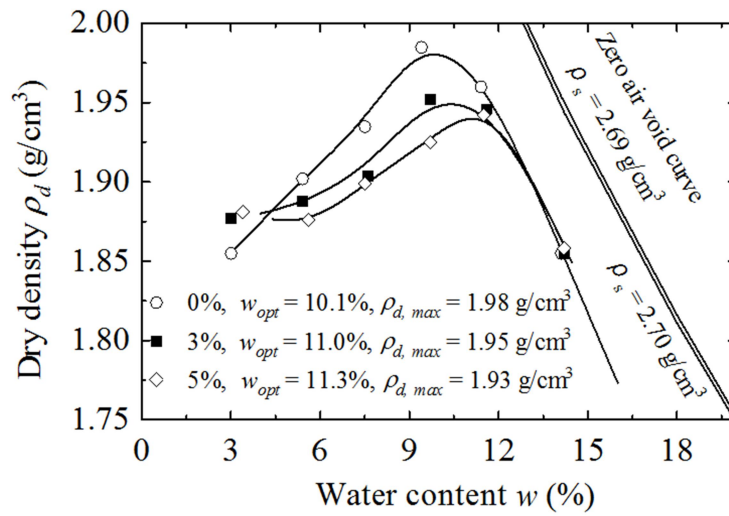 2.00
1.95
1.90
1.85
1.80
1.75
Dry density ρd (g/cm³)
Zero air void curve
ρs = 2.69 g/cm³
ρs = 2.70 g/cm³
0%, wopt = 10.1%, ρd, max = 1.98 g/cm³
3%, wopt = 11.0%, ρd, max = 1.95 g/cm³
5%, wopt = 11.3%, ρd, max = 1.93 g/cm³
0 3 6 9 12 15 18
Water content w (%)